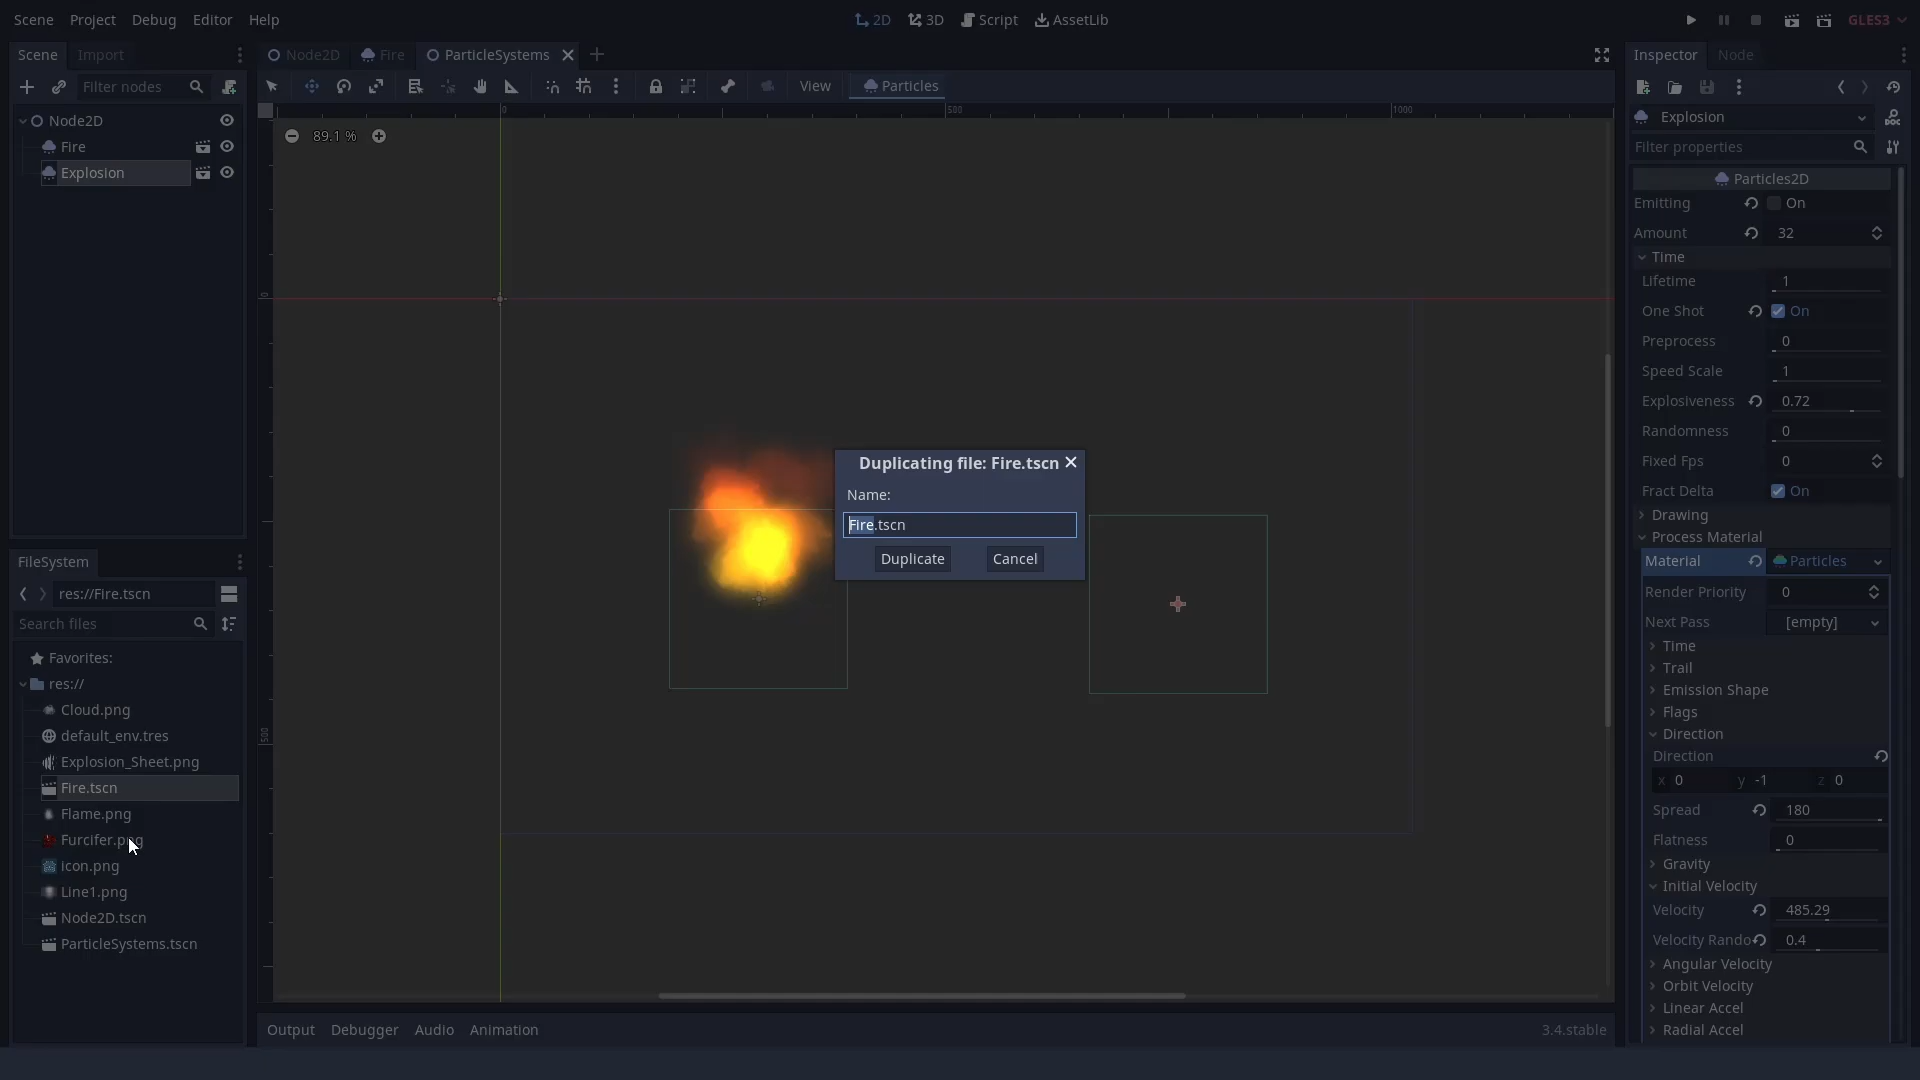 Scene Project Debug Editor Help
2D 3D Script AssetLib
GLES3
Scene Import
Node2D Fire ParticleSystems
Inspector Node
Filter nodes
View Particles
Node2D
Fire
Explosion
0 500 1000
89.1 %
0
500
Explosion
Filter properties
Particles2D
Emitting On
Amount 32
Time
Lifetime 1
One Shot On
Preprocess 0
Speed Scale 1
Explosiveness 0.72
Randomness 0
Fixed Fps 0
Fract Delta On
Drawing
Process Material
Material Particles
Render Priority 0
Next Pass [empty]
Time
Trail
Emission Shape
Flags
Direction
Direction
x 0 y -1 z 0
Spread 180
Flatness 0
Gravity
Initial Velocity
Velocity 485.29
Velocity Rando 0.4
Angular Velocity
Orbit Velocity
Linear Accel
Radial Accel
Duplicating file: Fire.tscn
Name:
Fire.tscn
Duplicate Cancel
FileSystem
res://Fire.tscn
Search files
Favorites:
res://
Cloud.png
default_env.tres
Explosion_Sheet.png
Fire.tscn
Flame.png
Furcifer.png
icon.png
Line1.png
Node2D.tscn
ParticleSystems.tscn
Output Debugger Audio Animation
3.4.stable